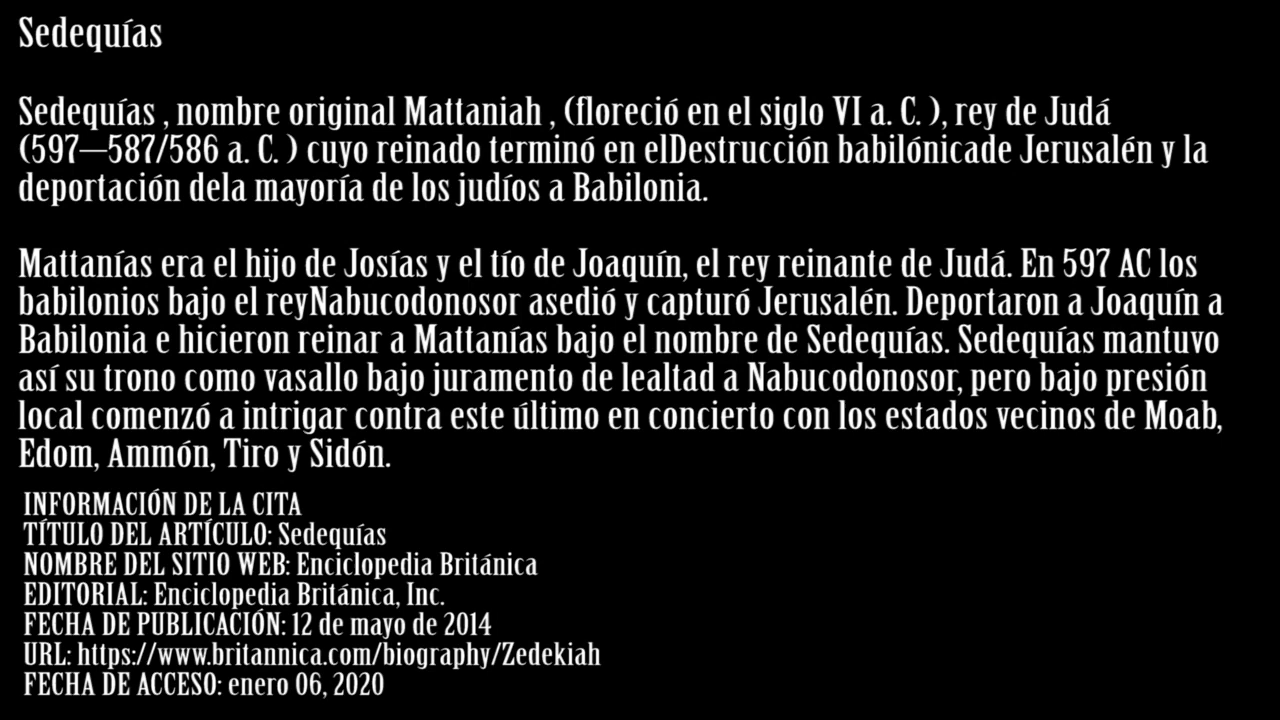 Sedequías
Sedequías , nombre original Mattaniah , (floreció en el siglo VI a. C. ), rey de Judá
(597—587/586 a. C. ) cuyo reinado terminó en elDestrucción babilónicade Jerusalén y la
deportación dela mayoría de los judíos a Babilonia.
Mattanías era el hijo de Josías y el tío de Joaquín, el rey reinante de Judá. En 597 AC los
babilonios bajo el reyNabucodonosor asedió y capturó Jerusalén. Deportaron a Joaquín a
Babilonia e hicieron reinar a Mattanías bajo el nombre de Sedequías. Sedequías mantuvo
así su trono como vasallo bajo juramento de lealtad a Nabucodonosor, pero bajo presión
local comenzó a intrigar contra este último en concierto con los estados vecinos de Moab,
Edom, Ammón, Tiro y Sidón.
INFORMACIÓN DE LA CITA
TÍTULO DEL ARTÍCULO: Sedequías
NOMBRE DEL SITIO WEB: Enciclopedia Británica
EDITORIAL: Enciclopedia Británica, Inc.
FECHA DE PUBLICACIÓN: 12 de mayo de 2014
URL: https://www.britannica.com/biography/Zedekiah
FECHA DE ACCESO: enero 06, 2020